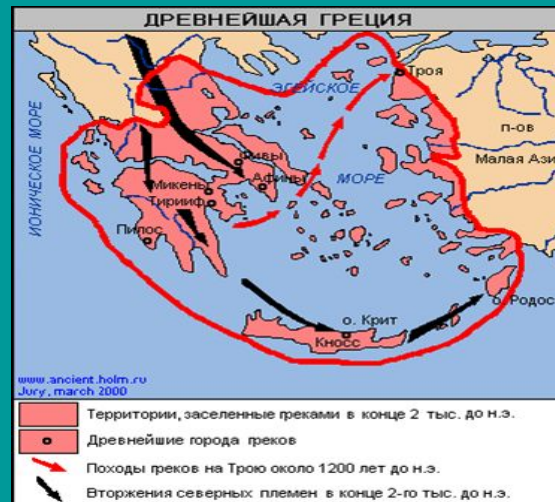 ДРЕВНЕЙШАЯ ГРЕЦИЯ
ИОНИЧЕСКОЕ МОРЕ
ЭГЕЙСКОЕ
Троя
п-ов
Малая Ази
МОРЕ
Фивы
Афины
Микены
Тирииф
Пилос
о. Крит
Кносс
о. Родос
www.ancient.holm.ru
Jury, march 2000
Территории, заселенные греками в конце 2 тыс. до н.э.
Древнейшие города греков
Походы греков на Трою около 1200 лет до н.э.
Вторжения северных племен в конце 2-го тыс. до н.э.